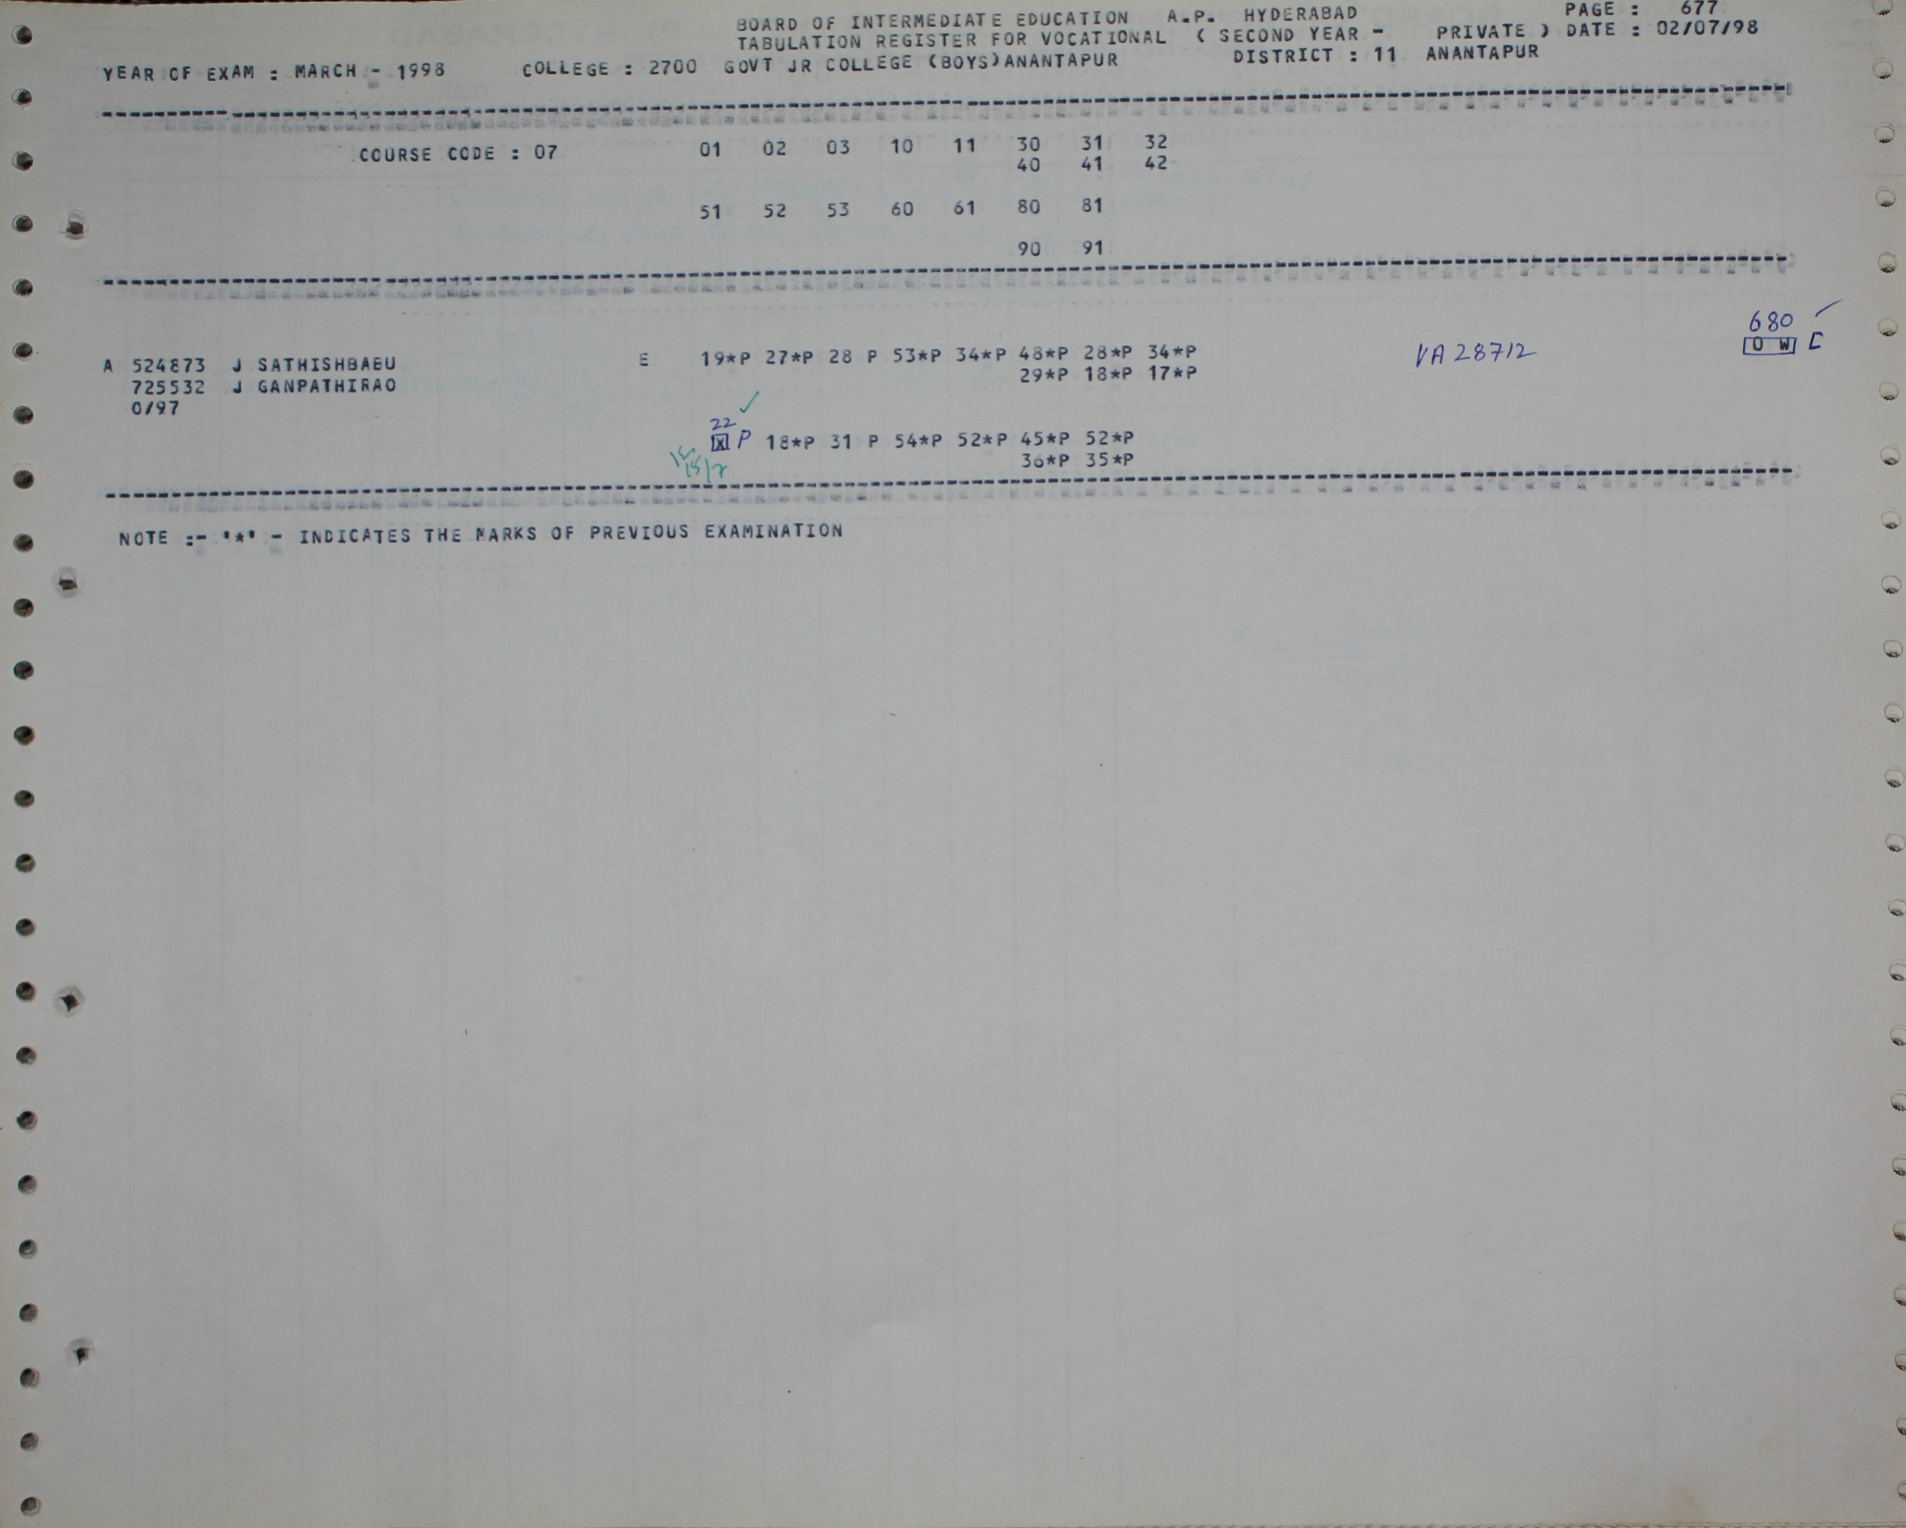 BOARD OF INTERMEDIATE EDUCATION A.P. HYDERABAD PAGE : 677
TABULATION REGISTER FOR VOCATIONAL ( SECOND YEAR - PRIVATE ) DATE : 02/07/98
YEAR OF EXAM : MARCH - 1998 COLLEGE : 2700 GOVT JR COLLEGE (BOYS)ANANTAPUR DISTRICT : 11 ANANTAPUR
COURSE CODE : 07 01 02 03 10 11 30 31 32
40 41 42
51 52 53 60 61 80 81
90 91
680
A 524873 J SATHISHBABU E 19*P 27*P 28 P 53*P 34*P 48*P 28*P 34*P VA 28712 0 W C
725532 J GANPATHIRAO 29*P 18*P 17*P
0/97
22
X P 18*P 31 P 54*P 52*P 45*P 52*P
36*P 35*P
15/7
NOTE :- '*' - INDICATES THE MARKS OF PREVIOUS EXAMINATION